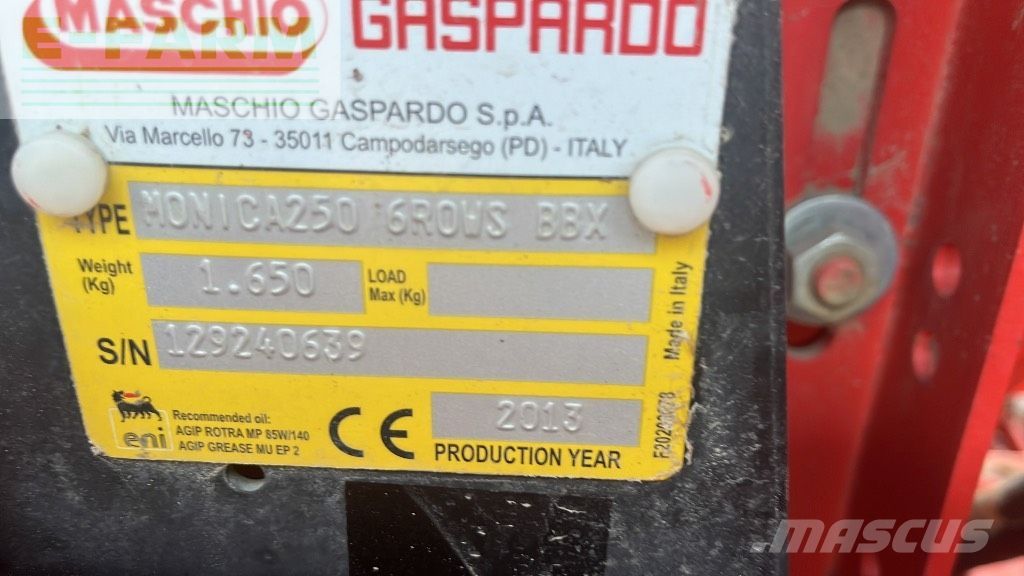 MASCHIO GASPARDO
E-FARM
MASCHIO GASPARDO S.p.A.
Via Marcello 73 - 35011 Campodarsego (PD) - ITALY
TYPE MONICA250 6ROWS BBX
Weight (Kg) 1.650 LOAD Max (Kg)
S/N 129240639
Made in Italy
eni
Recommended oil:
AGIP ROTRA MP 85W/140
AGIP GREASE MU EP 2
CE
2013
PRODUCTION YEAR
MASCUS